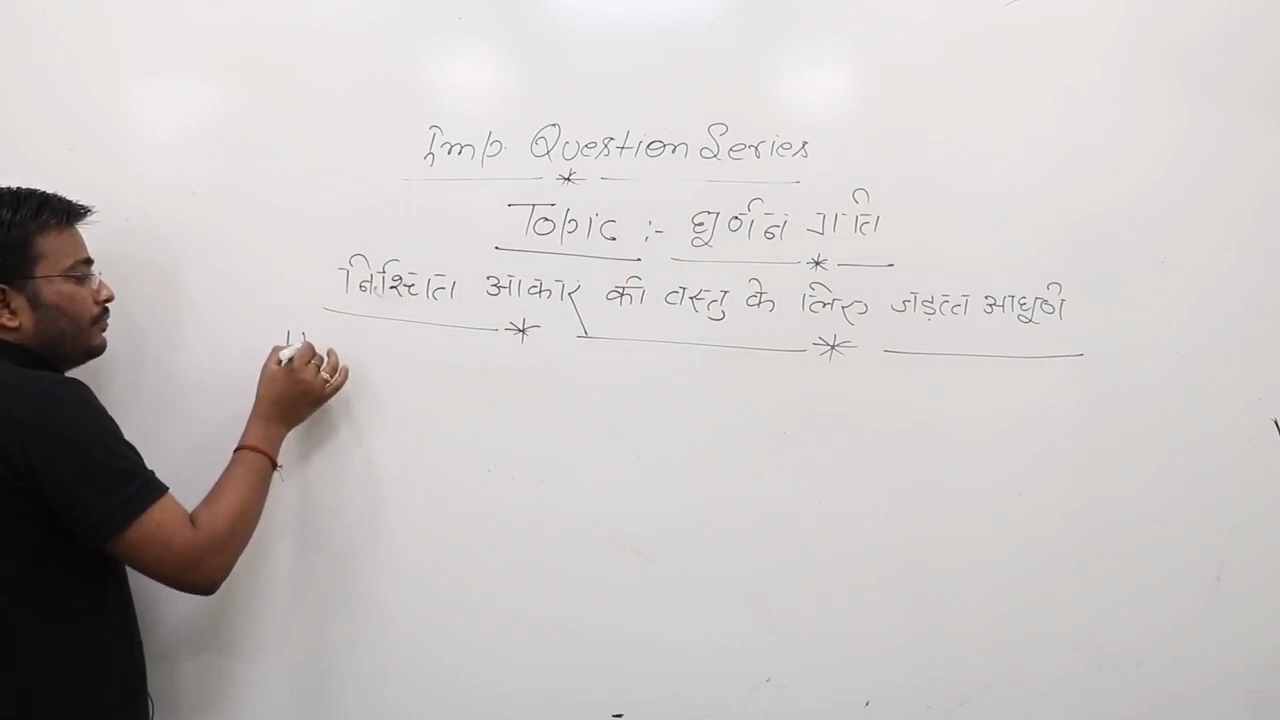 Imp. Question Series
Topic :- घूर्णन गति
निश्चित आकार की वस्तु के लिए जड़त्व आघूर्ण